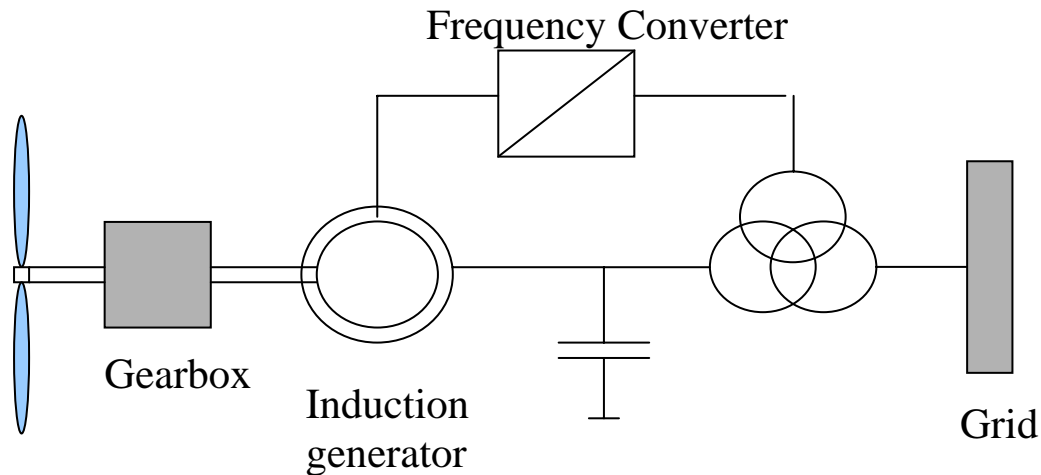 Frequency Converter
Gearbox
Induction
generator
Grid